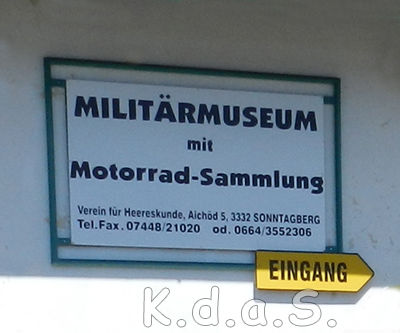 MILITÄRMUSEUM
mit
Motorrad-Sammlung
Verein für Heereskunde, Aichöd 5, 3332 SONNTAGBERG
Tel.Fax. 07448/21020 od. 0664/3552306
EINGANG
K.d.a.S.